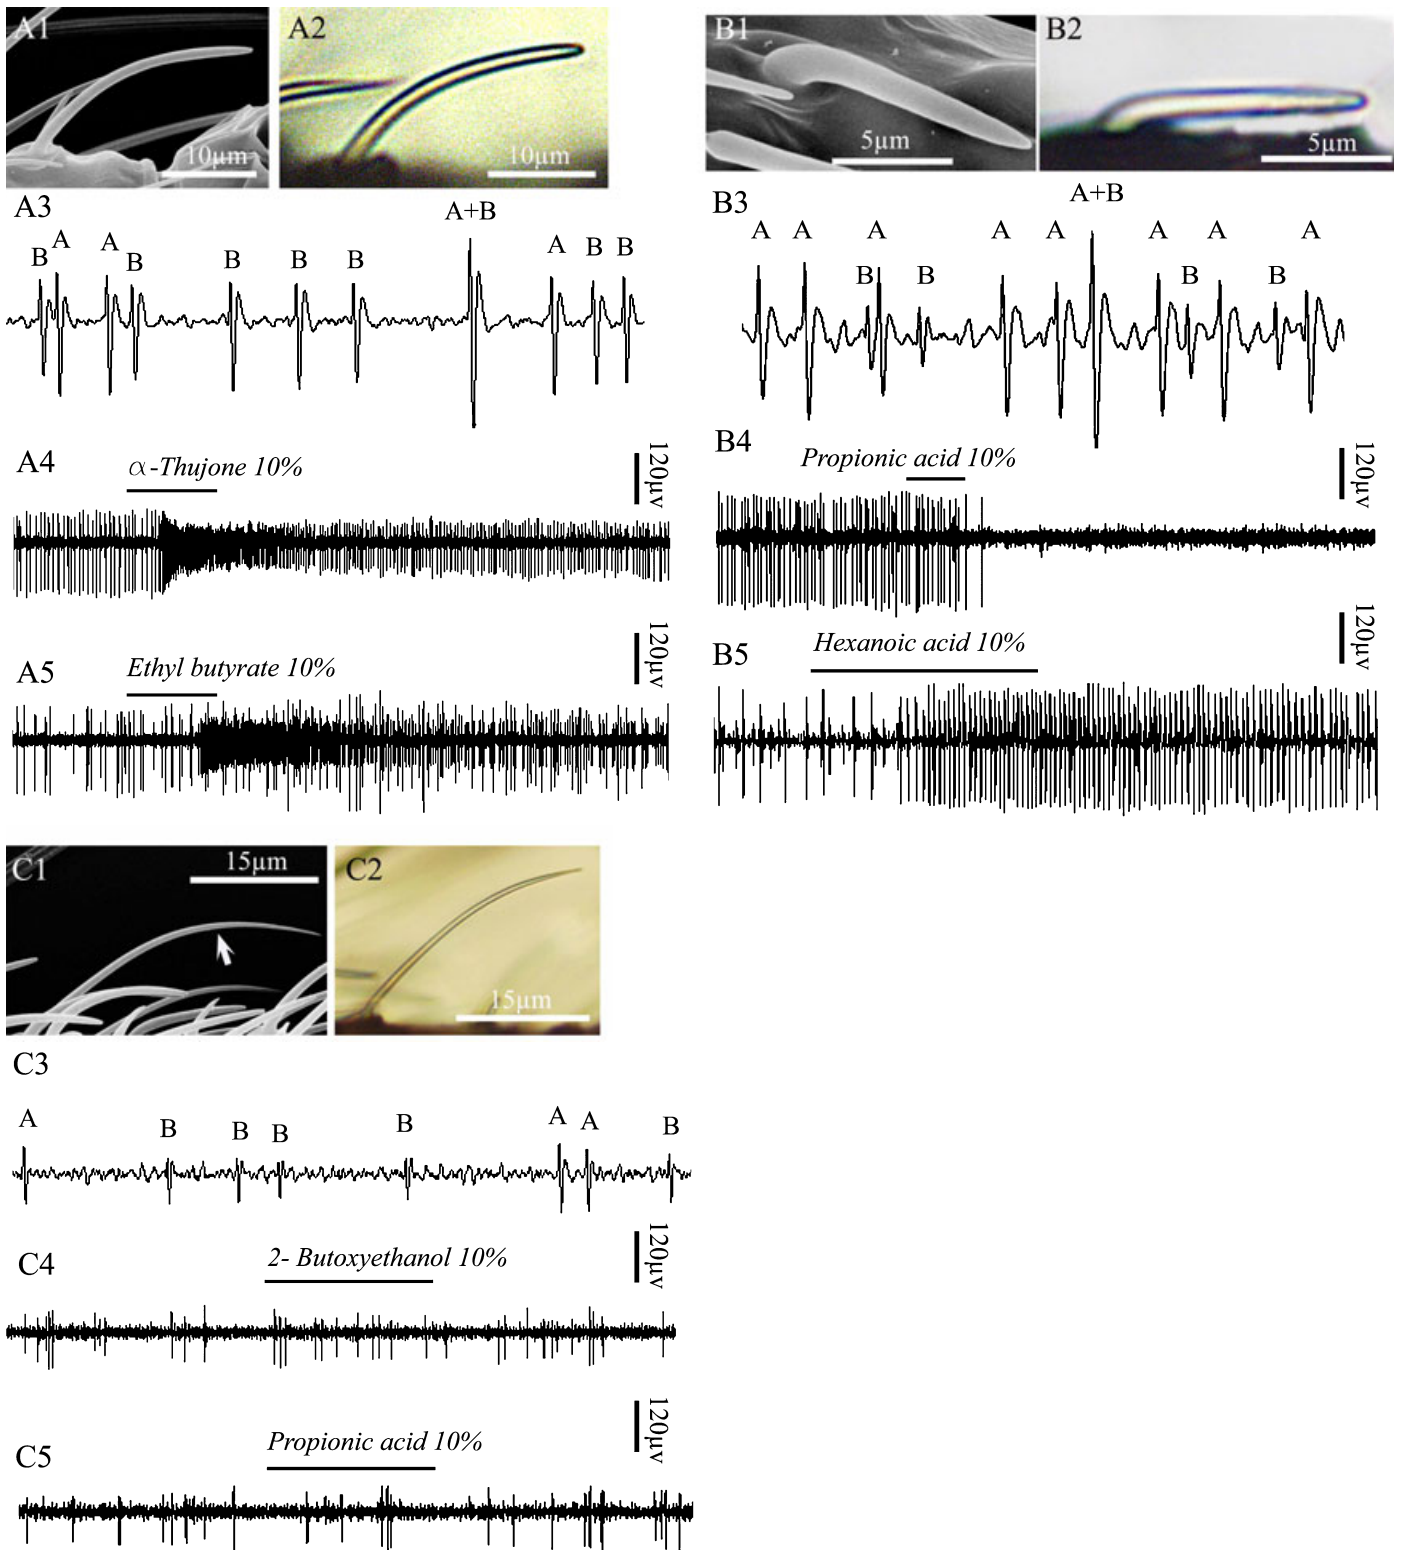 A1
A2
B1
B2
10µm
10µm
5µm
5µm
A3
A+B
B A A B B B B A B B
B3
A+B
A A A A A A A A
B B B B
A4
α-Thujone 10%
120µv
B4
Propionic acid 10%
120µv
A5
Ethyl butyrate 10%
120µv
B5
Hexanoic acid 10%
120µv
C1
15µm
C2
15µm
C3
A B B B B A A B
C4
2- Butoxyethanol 10%
120µv
C5
Propionic acid 10%
120µv